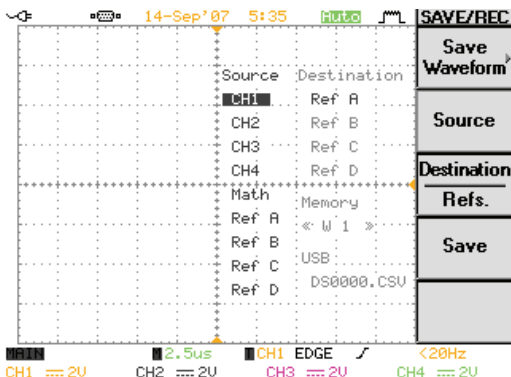 14-Sep'07 5:35 Auto SAVE/REC
Save
Waveform
Source Destination
CH1 Ref A
CH2 Ref B
CH3 Ref C
CH4 Ref D
Math
Memory
Ref A
« W 1 »
Ref B
USB
Ref C
DS0000.CSV
Ref D
Source
Destination
Refs.
Save
MAIN M 2.5us T CH1 EDGE <20Hz
CH1 2V CH2 2V CH3 2V CH4 2V